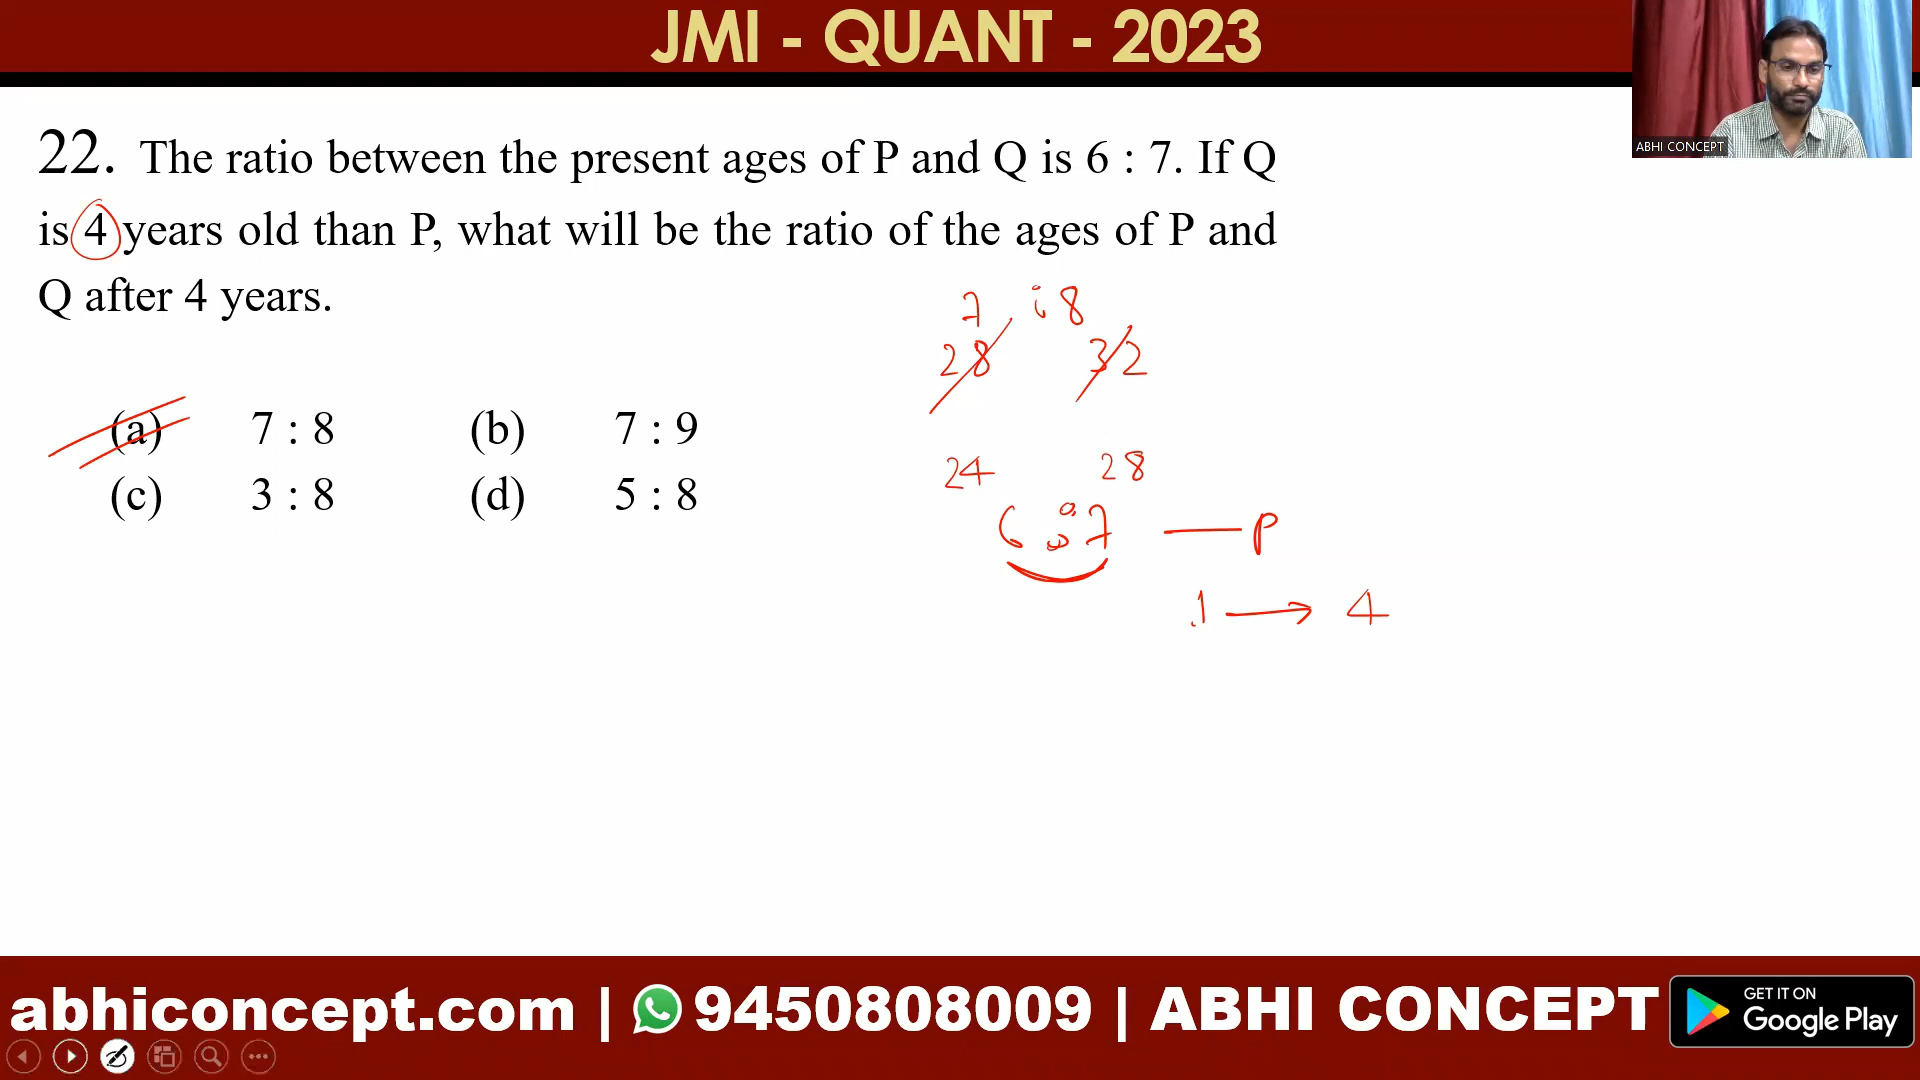 JMI - QUANT - 2023
ABHI CONCEPT
22. The ratio between the present ages of P and Q is 6 : 7. If Q
is 4 years old than P, what will be the ratio of the ages of P and
Q after 4 years.
7 : 8
28 32
(a) 7 : 8 (b) 7 : 9
(c) 3 : 8 (d) 5 : 8
24 28
6 : 7 — P
1 → 4
abhiconcept.com | 9450808009 | ABHI CONCEPT
GET IT ON
Google Play